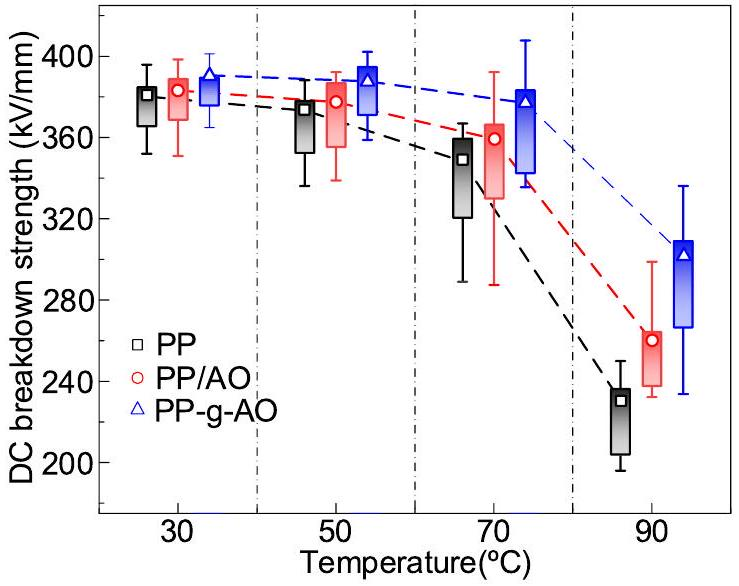 DC breakdown strength (kV/mm)
400
360
320
280
240
200
PP
PP/AO
PP-g-AO
30 50 70 90
Temperature(ºC)